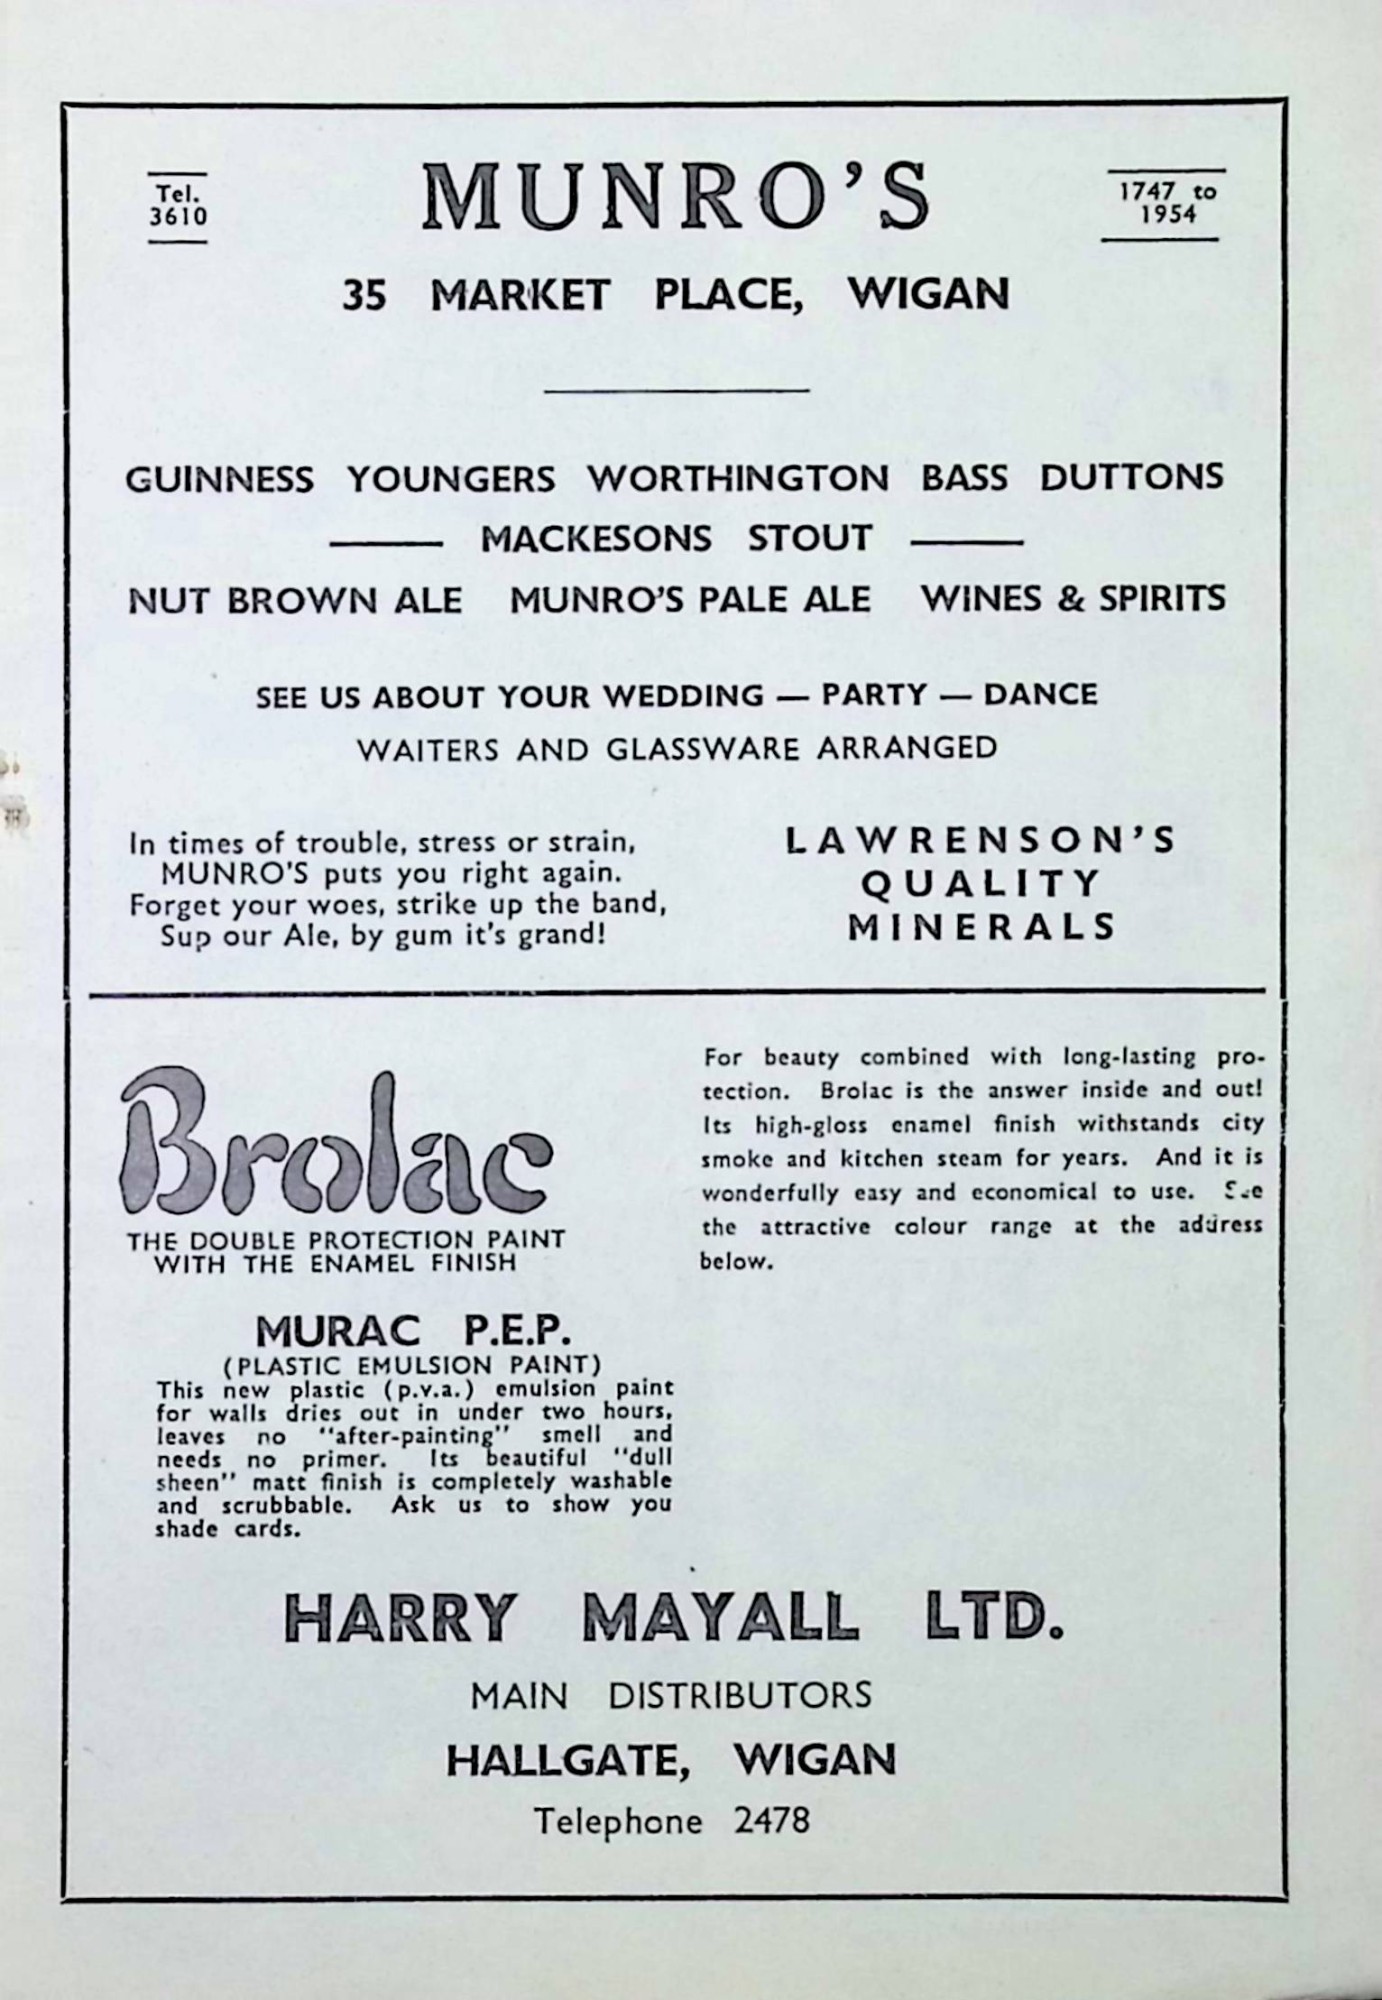 Tel.
3610
MUNRO'S
1747 to
1954
35 MARKET PLACE, WIGAN
GUINNESS YOUNGERS WORTHINGTON BASS DUTTONS
MACKESONS STOUT
NUT BROWN ALE MUNRO'S PALE ALE WINES & SPIRITS
SEE US ABOUT YOUR WEDDING — PARTY — DANCE
WAITERS AND GLASSWARE ARRANGED
In times of trouble, stress or strain,
MUNRO'S puts you right again.
Forget your woes, strike up the band,
Sup our Ale, by gum it's grand!
LAWRENSON'S
QUALITY
MINERALS
Brolac
THE DOUBLE PROTECTION PAINT
WITH THE ENAMEL FINISH
For beauty combined with long-lasting pro-
tection. Brolac is the answer inside and out!
Its high-gloss enamel finish withstands city
smoke and kitchen steam for years. And it is
wonderfully easy and economical to use. See
the attractive colour range at the address
below.
MURAC P.E.P.
(PLASTIC EMULSION PAINT)
This new plastic (p.v.a.) emulsion paint
for walls dries out in under two hours,
leaves no "after-painting" smell and
needs no primer. Its beautiful "dull
sheen" matt finish is completely washable
and scrubbable. Ask us to show you
shade cards.
HARRY MAYALL LTD.
MAIN DISTRIBUTORS
HALLGATE, WIGAN
Telephone 2478